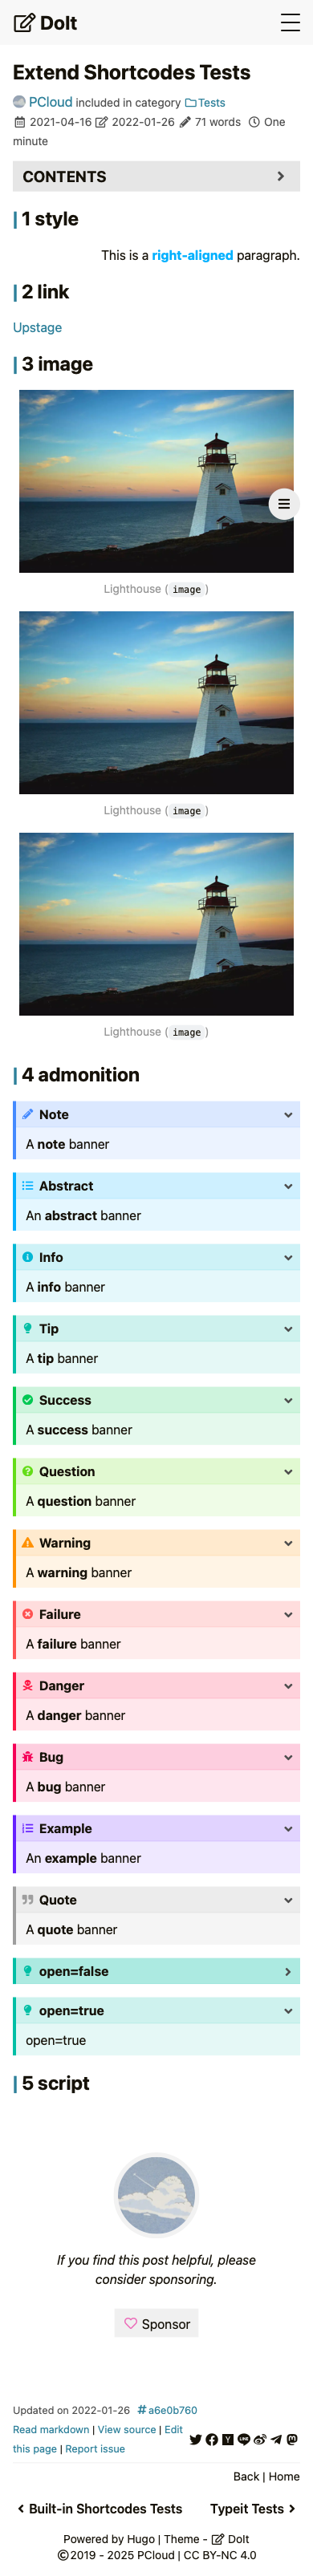 DoIt
Extend Shortcodes Tests
PCloud included in category Tests
2021-04-16 2022-01-26 71 words One
minute
CONTENTS
| 1 style
This is a right-aligned paragraph.
| 2 link
Upstage
| 3 image
Lighthouse (image)
Lighthouse (image)
Lighthouse (image)
| 4 admonition
Note
A note banner
Abstract
An abstract banner
Info
A info banner
Tip
A tip banner
Success
A success banner
Question
A question banner
Warning
A warning banner
Failure
A failure banner
Danger
A danger banner
Bug
A bug banner
Example
An example banner
Quote
A quote banner
open=false
open=true
open=true
| 5 script
If you find this post helpful, please
consider sponsoring.
Sponsor
Updated on 2022-01-26 #a6e0b760
Read markdown | View source | Edit
this page | Report issue
Back | Home
Built-in Shortcodes Tests Typeit Tests
Powered by Hugo | Theme - DoIt
©2019 - 2025 PCloud | CC BY-NC 4.0